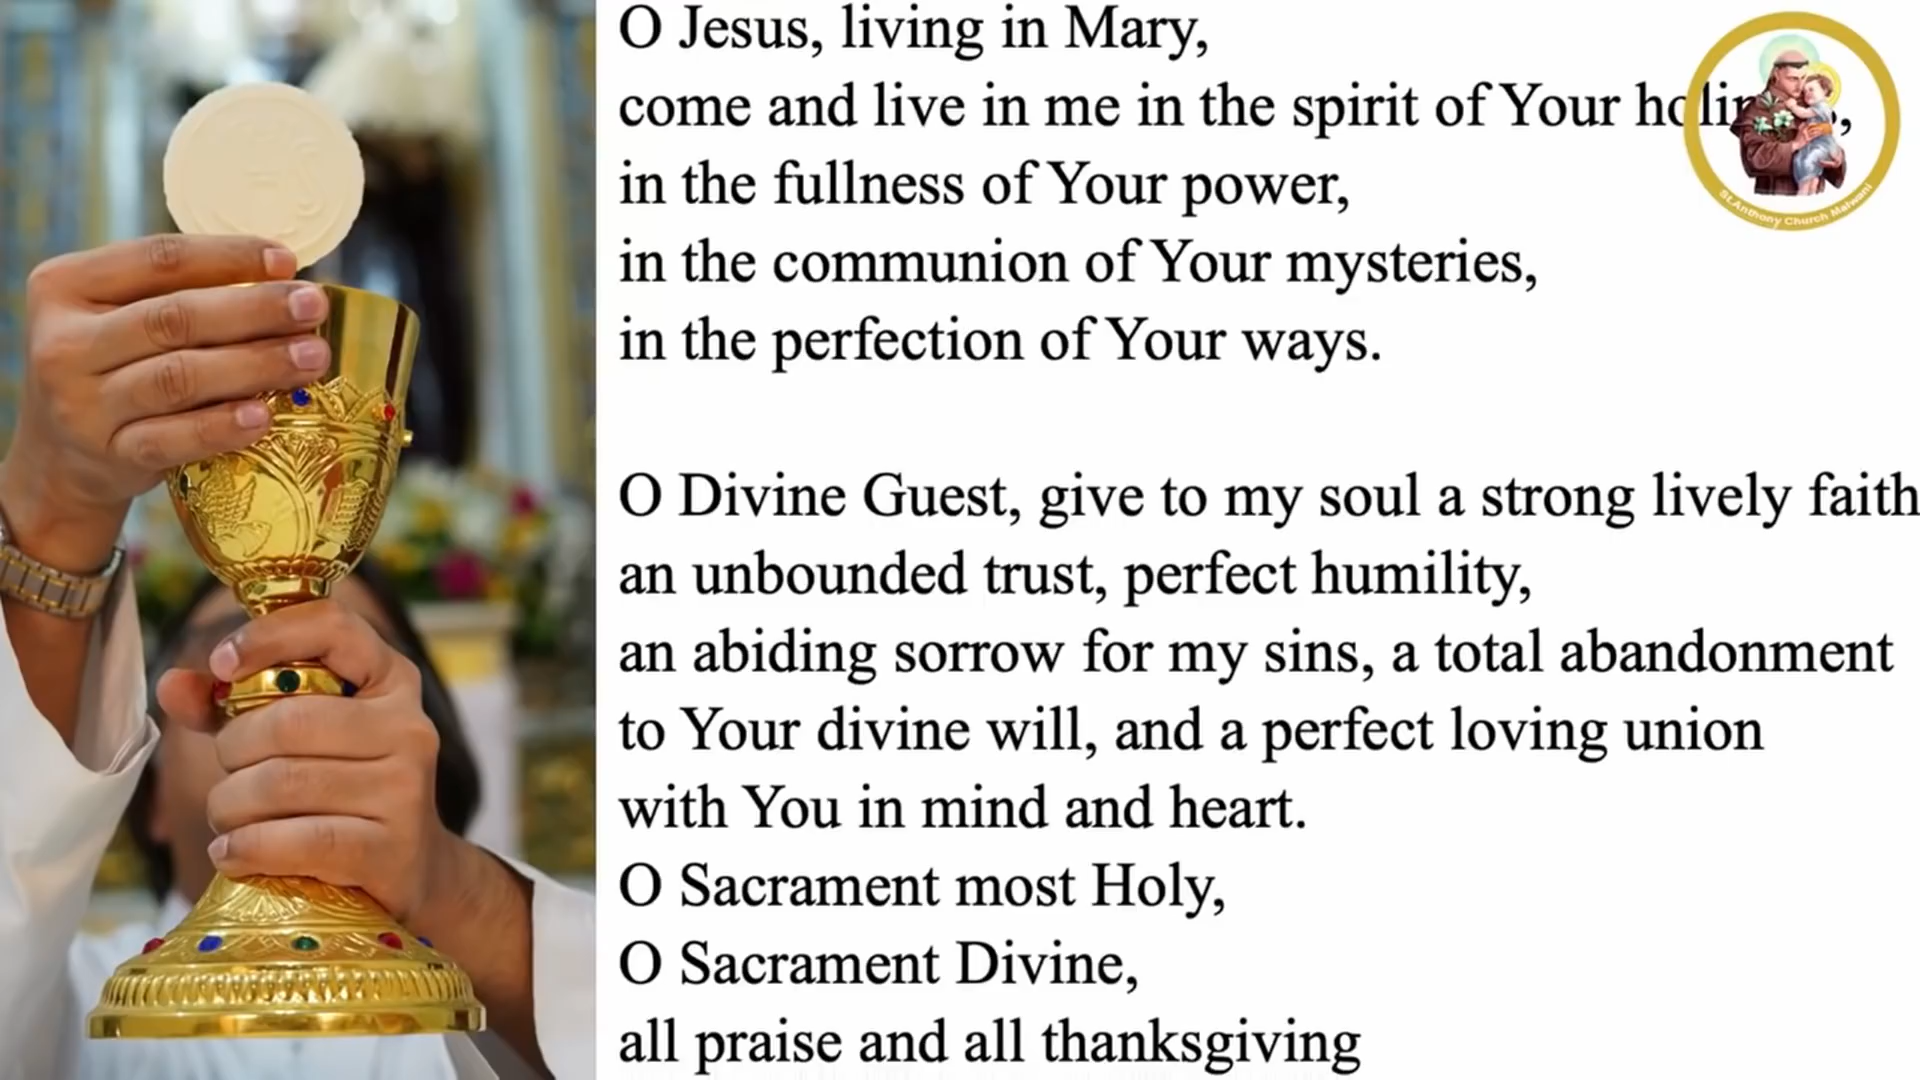 O Jesus, living in Mary,
come and live in me in the spirit of Your
in the fullness of Your power,
in the communion of Your mysteries,
in the perfection of Your ways.
O Divine Guest, give to my soul a strong lively faith
an unbounded trust, perfect humility,
an abiding sorrow for my sins, a total abandonment
to Your divine will, and a perfect loving union
with You in mind and heart.
O Sacrament most Holy,
O Sacrament Divine,
all praise and all thanksgiving
St.Anthony Church Malwani